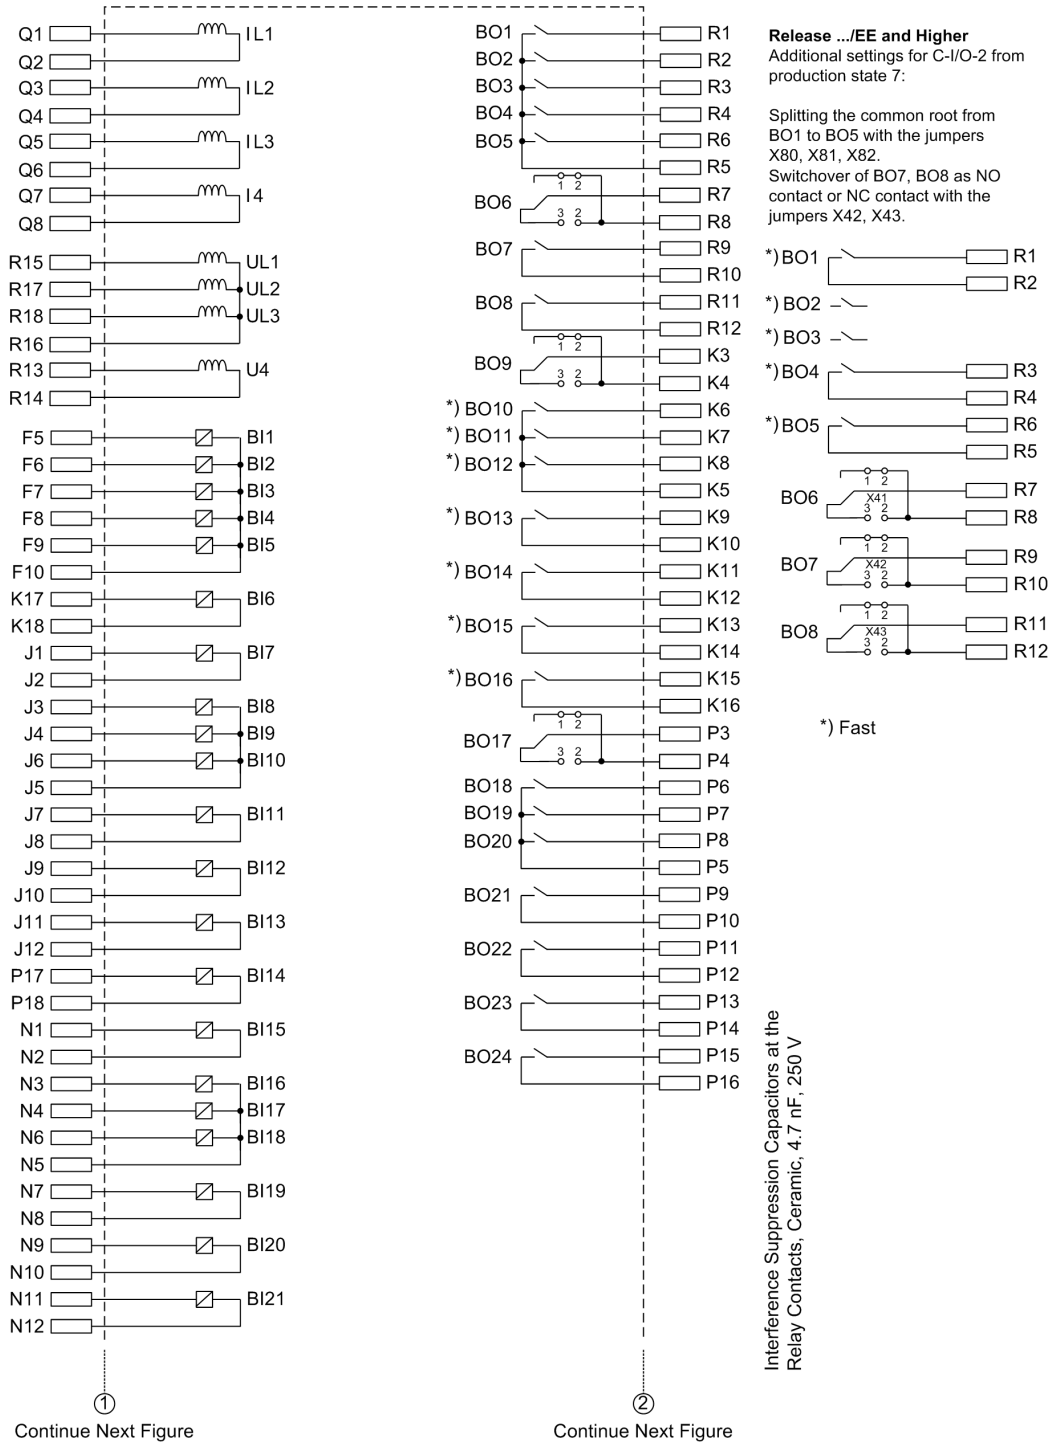 Q1 IL1
Q2
Q3 IL2
Q4
Q5 IL3
Q6
Q7 I4
Q8
R15 UL1
R17 UL2
R18 UL3
R16
R13 U4
R14
F5 BI1
F6 BI2
F7 BI3
F8 BI4
F9 BI5
F10
K17 BI6
K18
J1 BI7
J2
J3 BI8
J4 BI9
J6 BI10
J5
J7 BI11
J8
J9 BI12
J10
J11 BI13
J12
P17 BI14
P18
N1 BI15
N2
N3 BI16
N4 BI17
N6 BI18
N5
N7 BI19
N8
N9 BI20
N10
N11 BI21
N12
1
Continue Next Figure
BO1 R1
BO2 R2
BO3 R3
BO4 R4
BO5 R6
R5
1 2
BO6 R7
3 2 R8
BO7 R9
R10
BO8 R11
R12
1 2
BO9 K3
3 2 K4
*) BO10 K6
*) BO11 K7
*) BO12 K8
K5
*) BO13 K9
K10
*) BO14 K11
K12
*) BO15 K13
K14
*) BO16 K15
K16
1 2
BO17 P3
3 2 P4
BO18 P6
BO19 P7
BO20 P8
P5
BO21 P9
P10
BO22 P11
P12
BO23 P13
P14
BO24 P15
P16
2
Continue Next Figure
Release .../EE and Higher
Additional settings for C-I/O-2 from
production state 7:
Splitting the common root from
BO1 to BO5 with the jumpers
X80, X81, X82.
Switchover of BO7, BO8 as NO
contact or NC contact with the
jumpers X42, X43.
*) BO1 R1
R2
*) BO2
*) BO3
*) BO4 R3
R4
*) BO5 R6
R5
1 2
BO6 X41 R7
3 2 R8
1 2
BO7 X42 R9
3 2 R10
1 2
BO8 X43 R11
3 2 R12
*) Fast
Interference Suppression Capacitors at the
Relay Contacts, Ceramic, 4.7 nF, 250 V